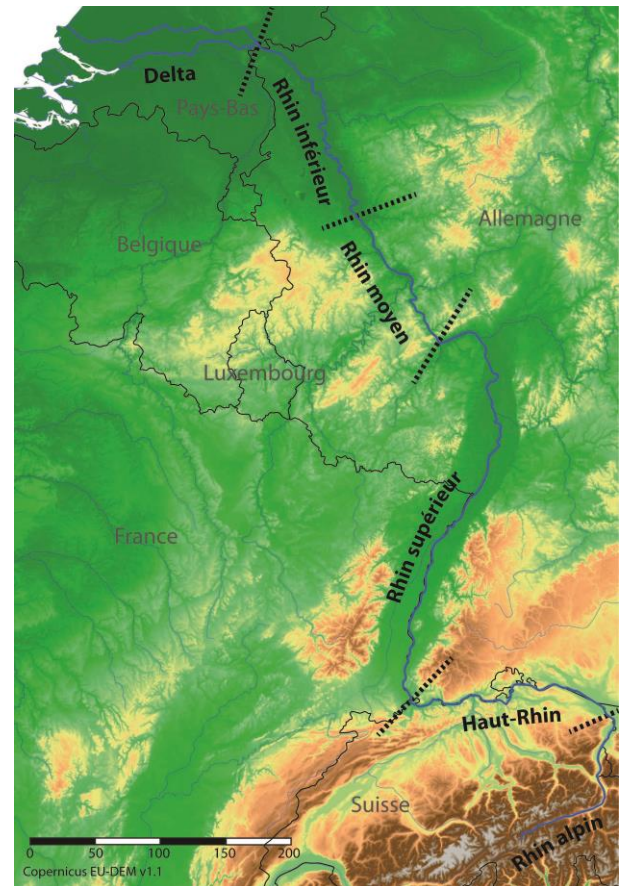 Delta
Pays-Bas
Rhin inférieur
Allemagne
Belgique
Rhin moyen
Luxembourg
Rhin supérieur
France
Haut-Rhin
Suisse
Rhin alpin
0 50 100 150 200
Copernicus EU-DEM v1.1